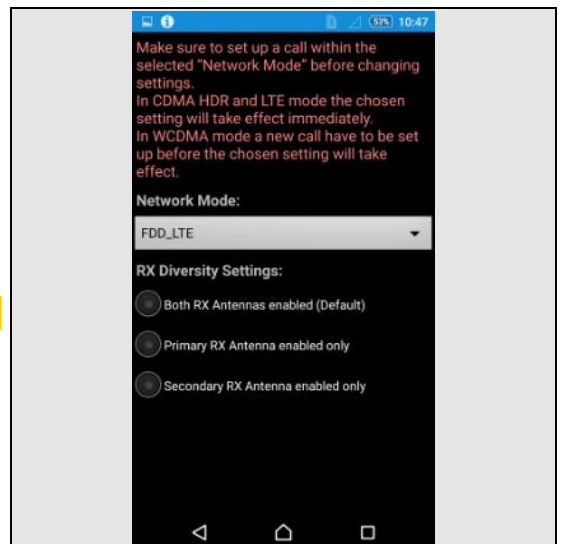 53% 10:47
Make sure to set up a call within the
selected "Network Mode" before changing
settings.
In CDMA HDR and LTE mode the chosen
setting will take effect immediately.
In WCDMA mode a new call have to be set
up before the chosen setting will take
effect.
Network Mode:
FDD_LTE
RX Diversity Settings:
Both RX Antennas enabled (Default)
Primary RX Antenna enabled only
Secondary RX Antenna enabled only